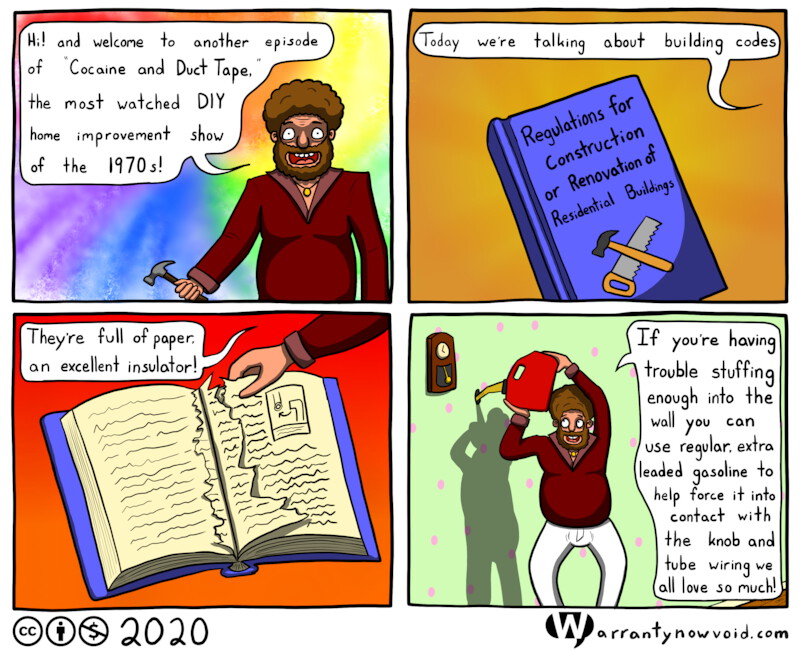 Hi! and welcome to another episode
of "Cocaine and Duct Tape,"
the most watched DIY
home improvement show
of the 1970s!
Today we're talking about building codes
Regulations for
Construction
or Renovation of
Residential Buildings
They're full of paper,
an excellent insulator!
If you're having
trouble stuffing
enough into the
wall you can
use regular, extra
leaded gasoline to
help force it into
contact with
the knob and
tube wiring we
all love so much!
cc 2020
Warrantynowvoid.com